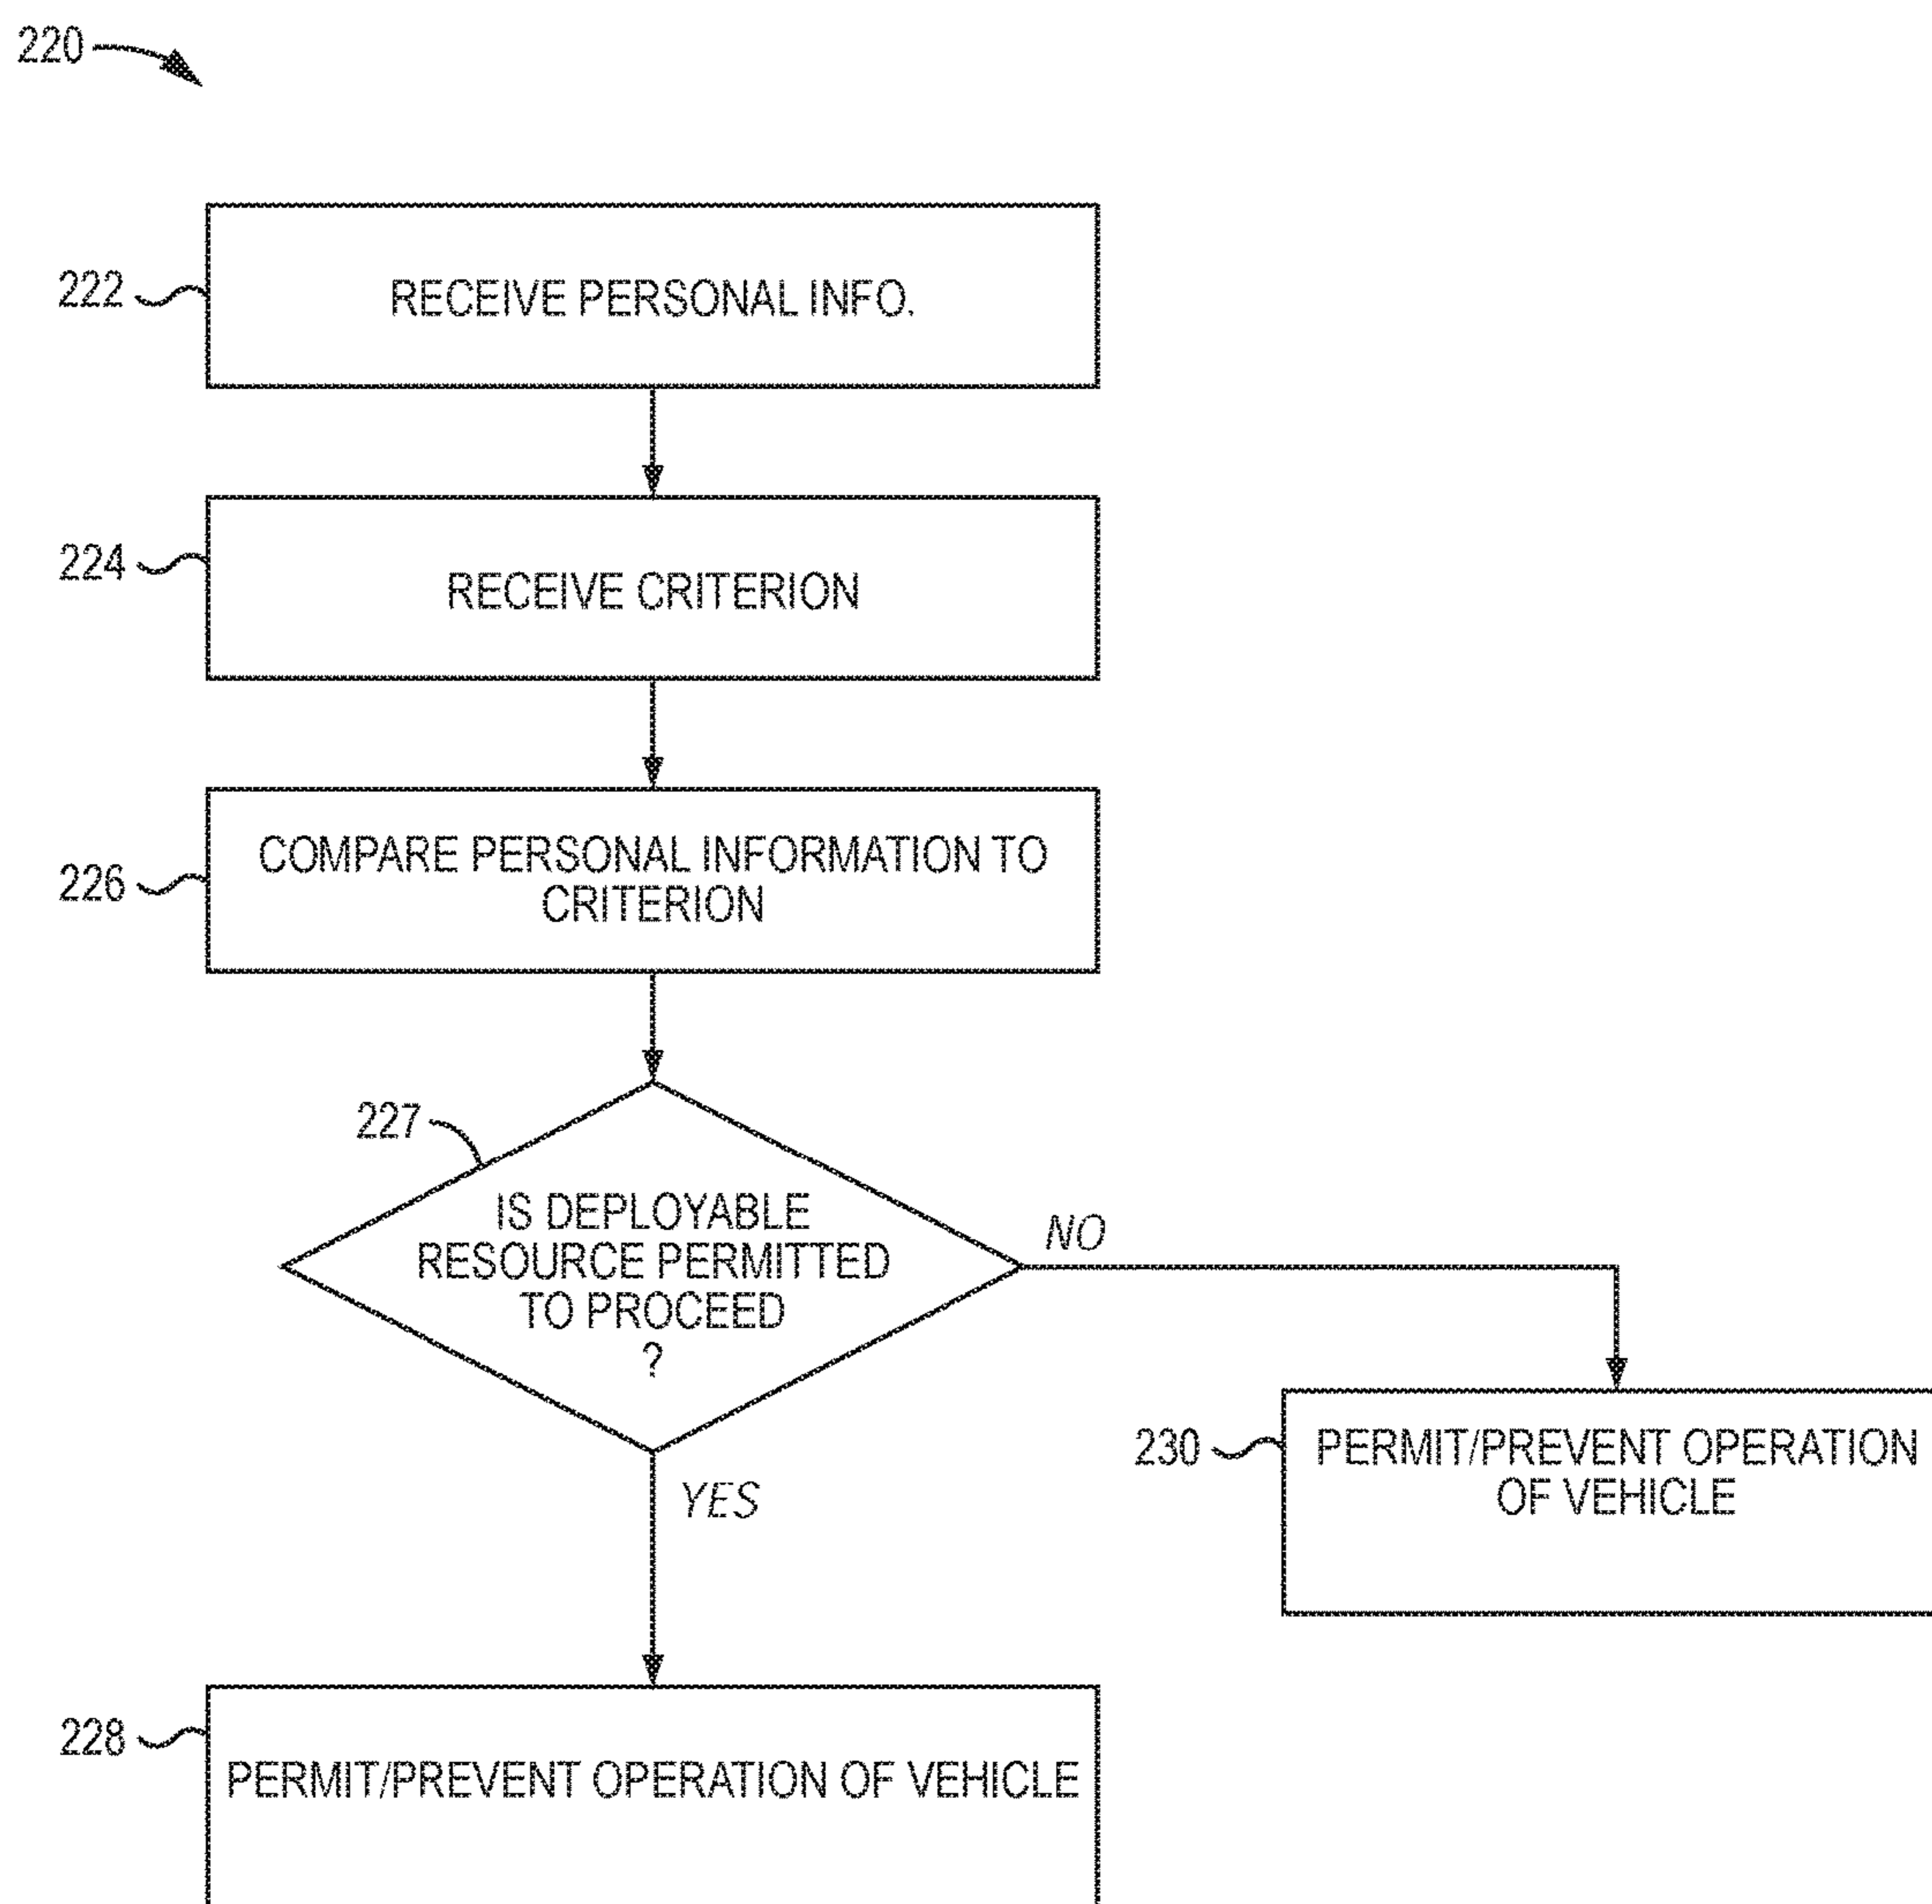 220
222
RECEIVE PERSONAL INFO.
224
RECEIVE CRITERION
226
COMPARE PERSONAL INFORMATION TO
CRITERION
227
IS DEPLOYABLE
RESOURCE PERMITTED
TO PROCEED
?
NO
230
PERMIT/PREVENT OPERATION
OF VEHICLE
YES
228
PERMIT/PREVENT OPERATION OF VEHICLE